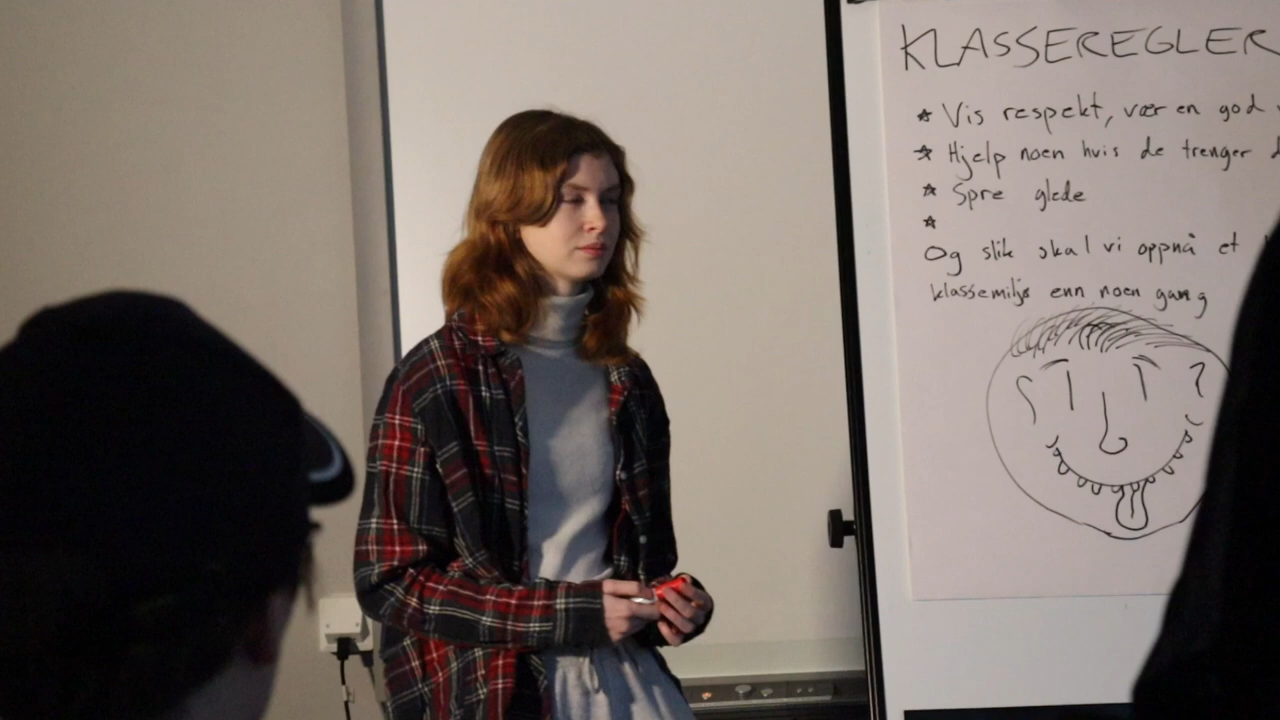 KLASSEREGLER
* Vis respekt, vær en god
* Hjelp noen hvis de trenger
* Spre glede
*
Og slik skal vi oppnå et
klassemiljø enn noen gang